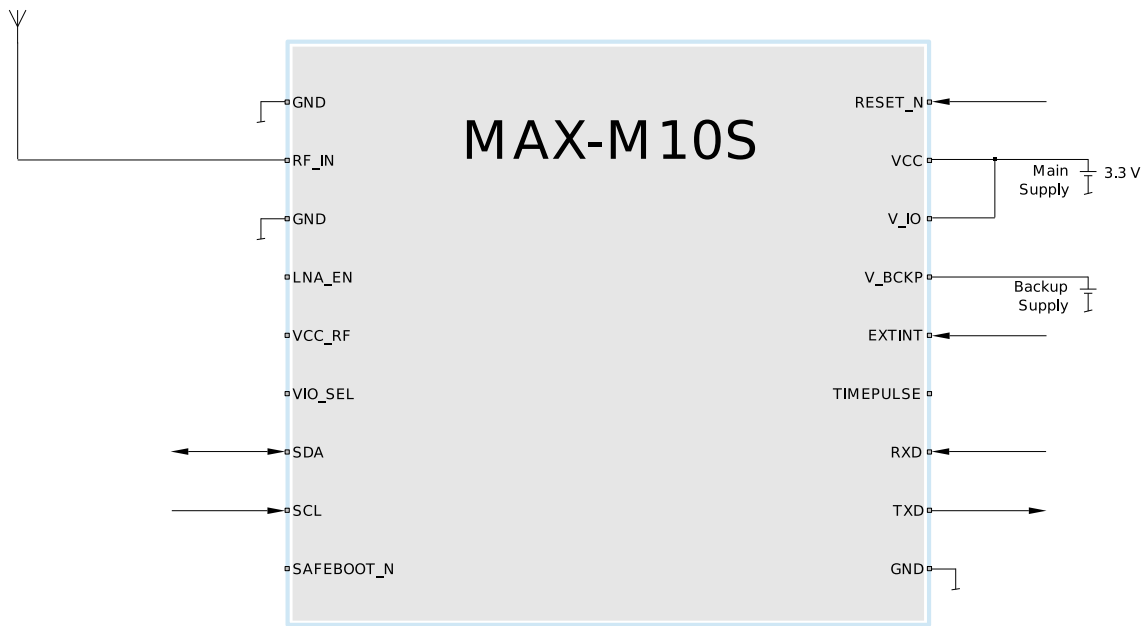 MAX-M10S
GND
RF_IN
GND
LNA_EN
VCC_RF
VIO_SEL
SDA
SCL
SAFEBOOT_N
RESET_N
VCC
V_IO
V_BCKP
EXTINT
TIMEPULSE
RXD
TXD
GND
Main
Supply
3.3 V
Backup
Supply